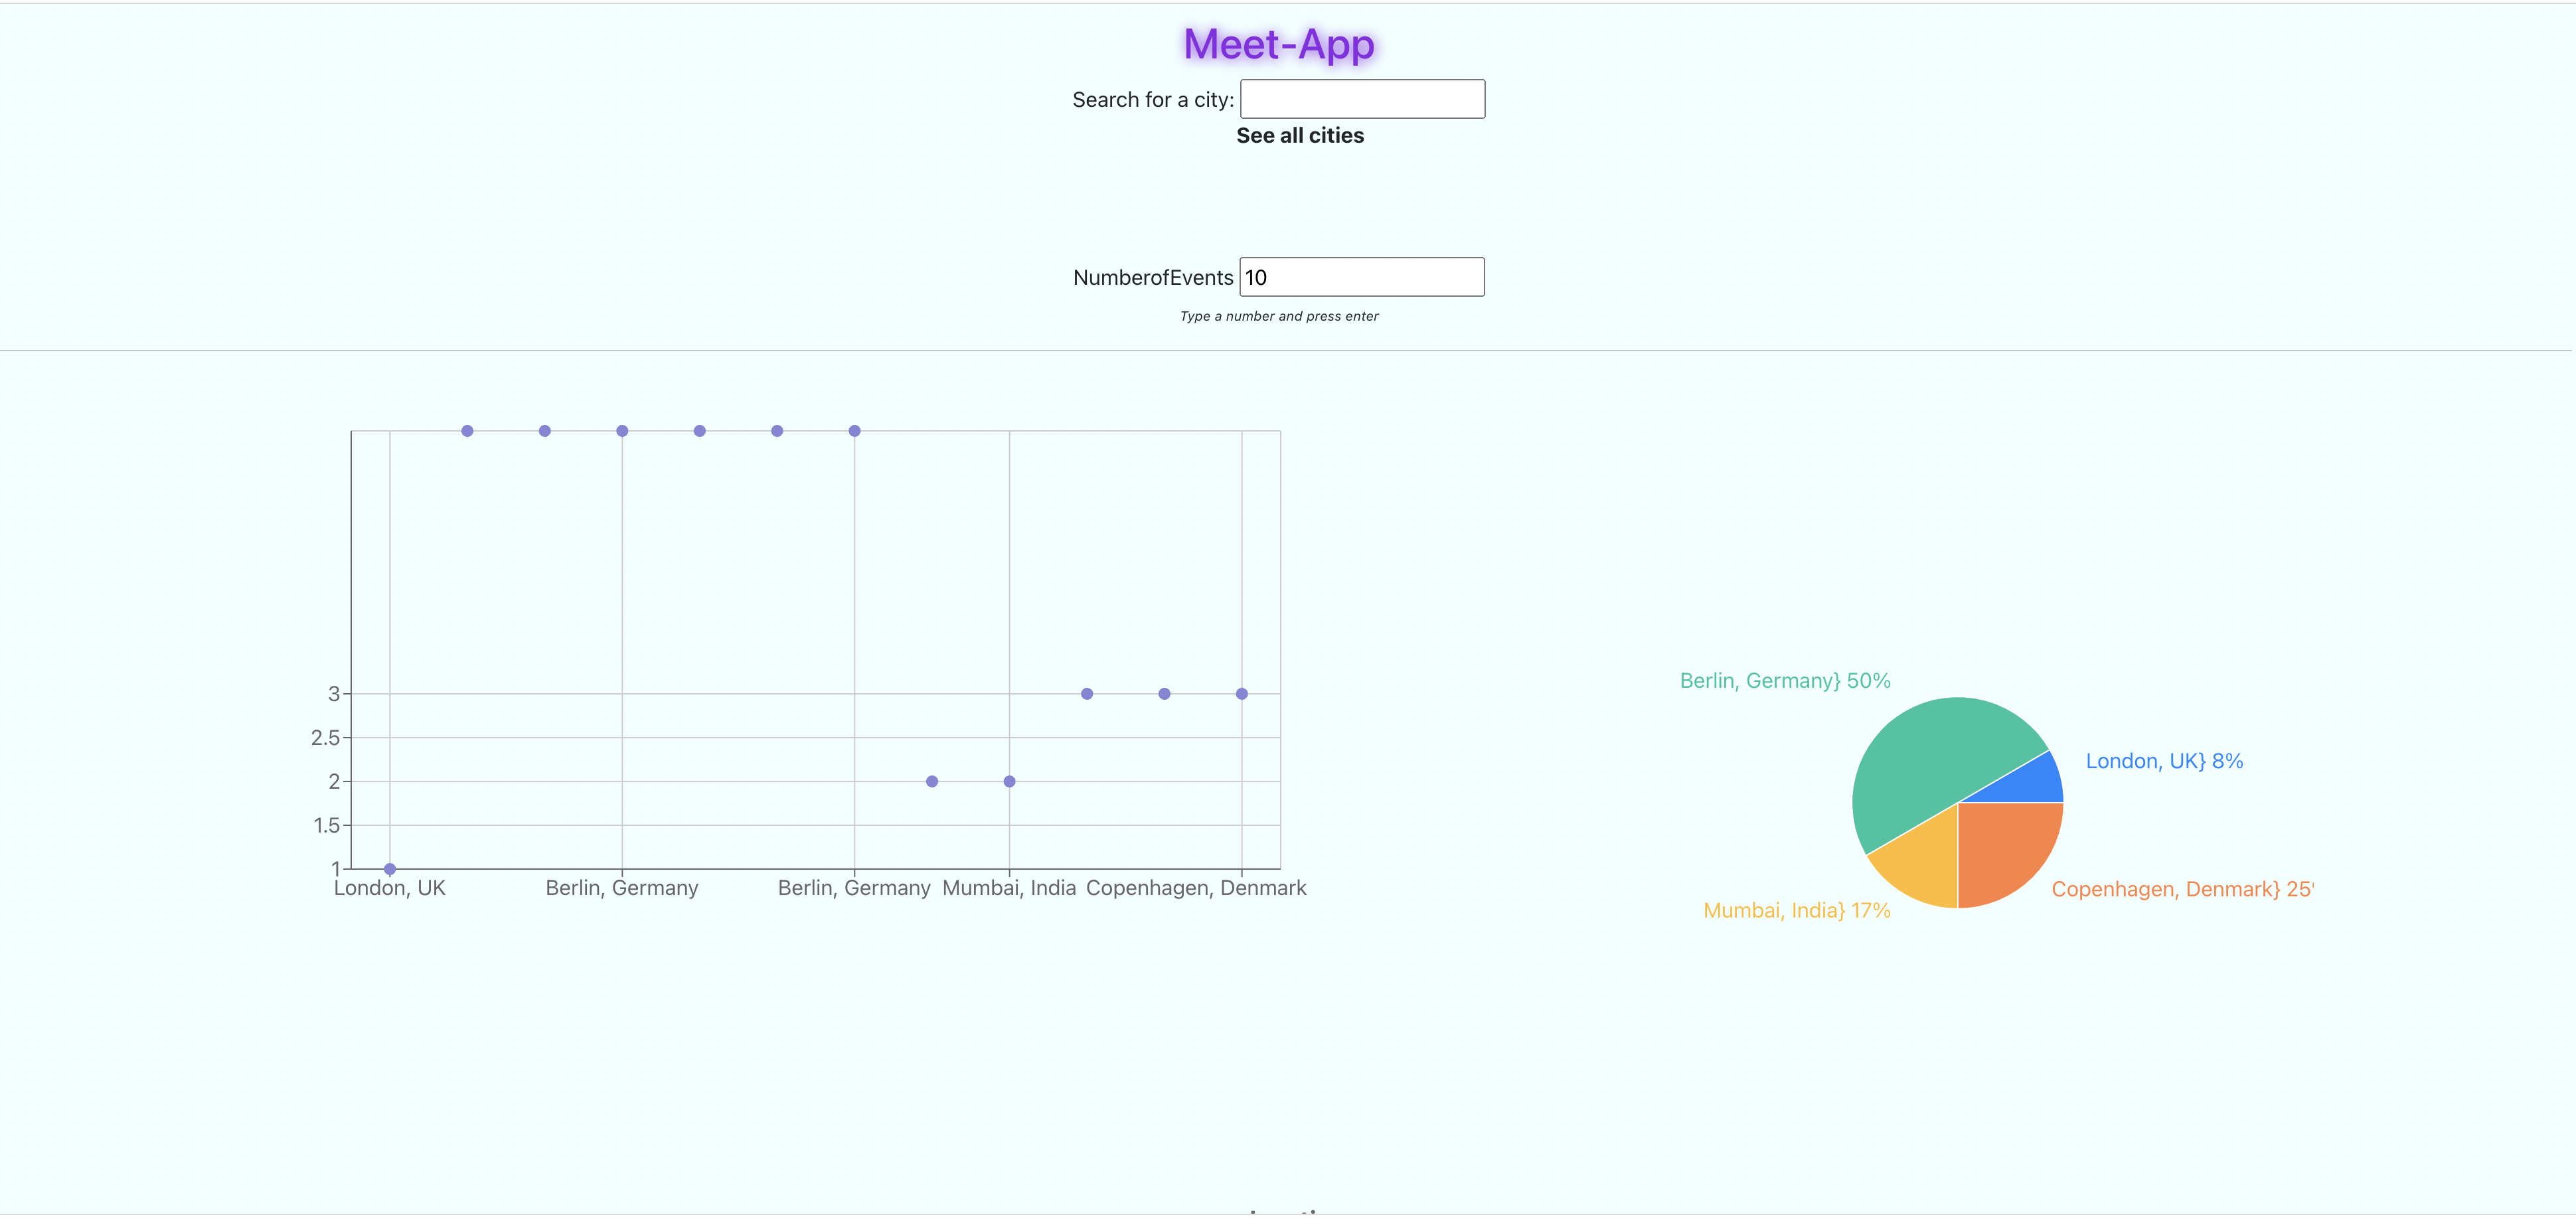 Meet-App
Search for a city:
See all cities
NumberofEvents 10
Type a number and press enter
3
2.5
2
1.5
1
London, UK
Berlin, Germany
Berlin, Germany
Mumbai, India
Copenhagen, Denmark
Berlin, Germany} 50%
London, UK} 8%
Copenhagen, Denmark} 25
Mumbai, India} 17%